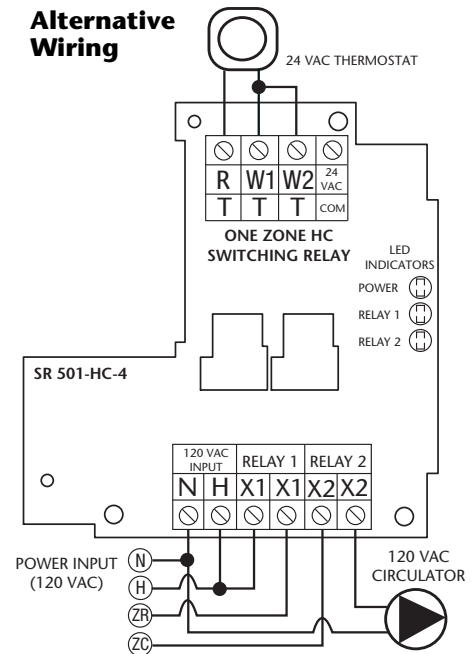 Alternative
Wiring
24 VAC THERMOSTAT
R W1 W2 24 VAC
T T T COM
ONE ZONE HC
SWITCHING RELAY
LED
INDICATORS
POWER
RELAY 1
RELAY 2
SR 501-HC-4
120 VAC
INPUT
RELAY 1 RELAY 2
N H X1 X1 X2 X2
POWER INPUT
(120 VAC)
N
H
ZR
ZC
120 VAC
CIRCULATOR